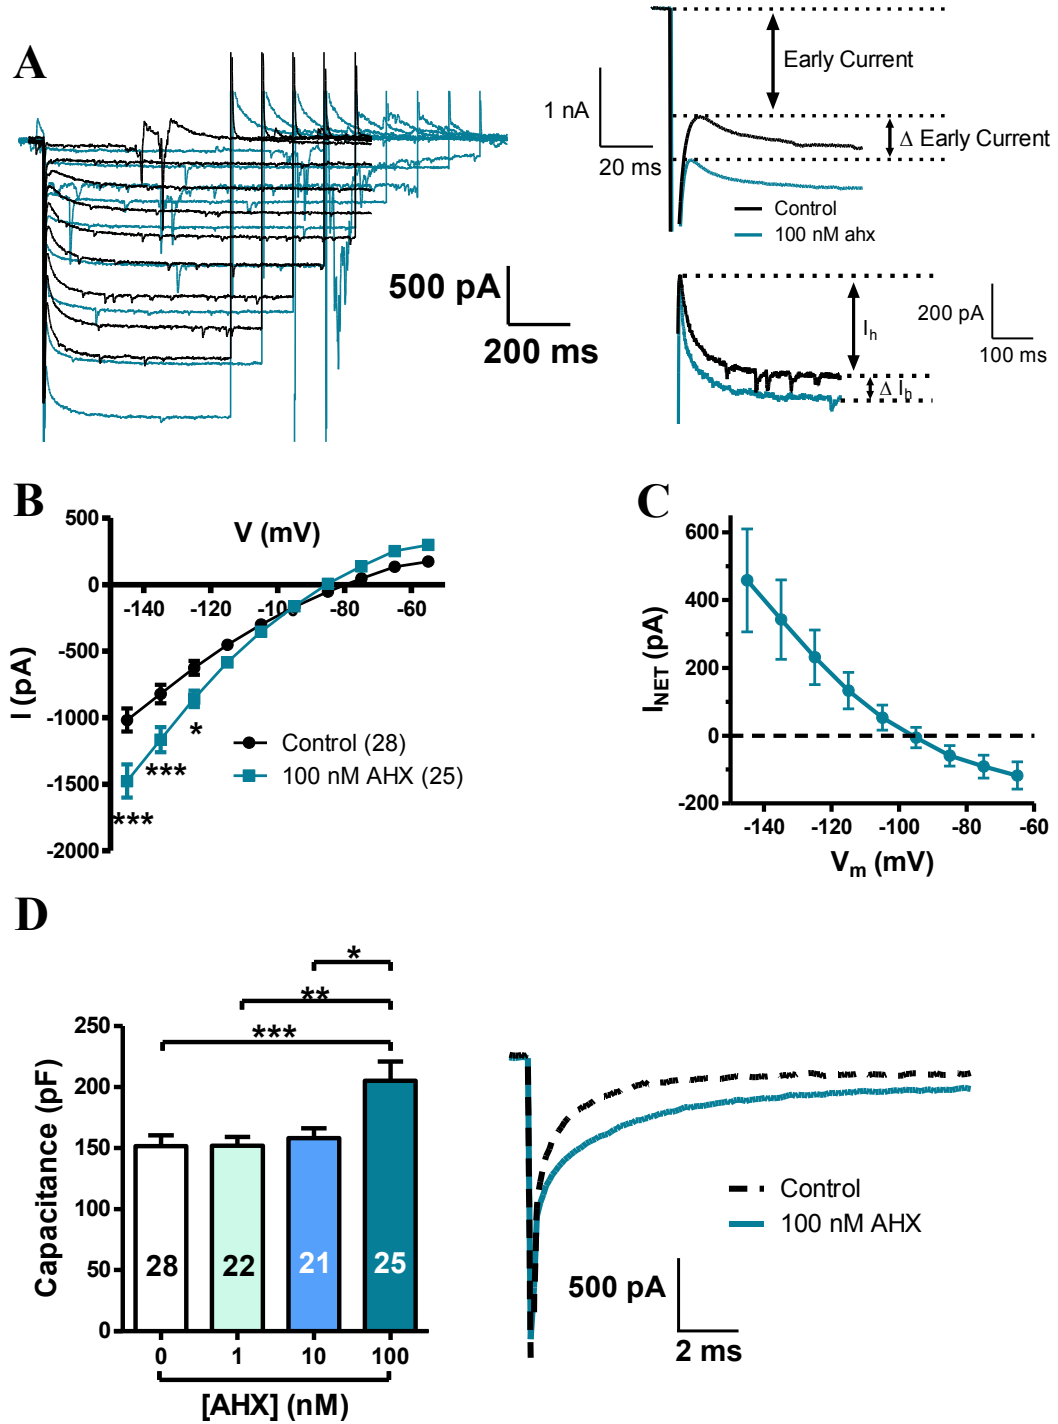 A
500 pA
200 ms
1 nA
20 ms
Early Current
Δ Early Current
Control
100 nM ahx
200 pA
100 ms
Ih
Δ Ih
B
V (mV)
I (pA)
500
0
-500
-1000
-1500
-2000
-140
-120
-100
-80
-60
*
***
***
Control (28)
100 nM AHX (25)
C
INET (pA)
600
400
200
0
-200
-140
-120
-100
-80
-60
Vm (mV)
D
*
**
***
Capacitance (pF)
250
200
150
100
50
0
28
22
21
25
0
1
10
100
[AHX] (nM)
Control
100 nM AHX
500 pA
2 ms